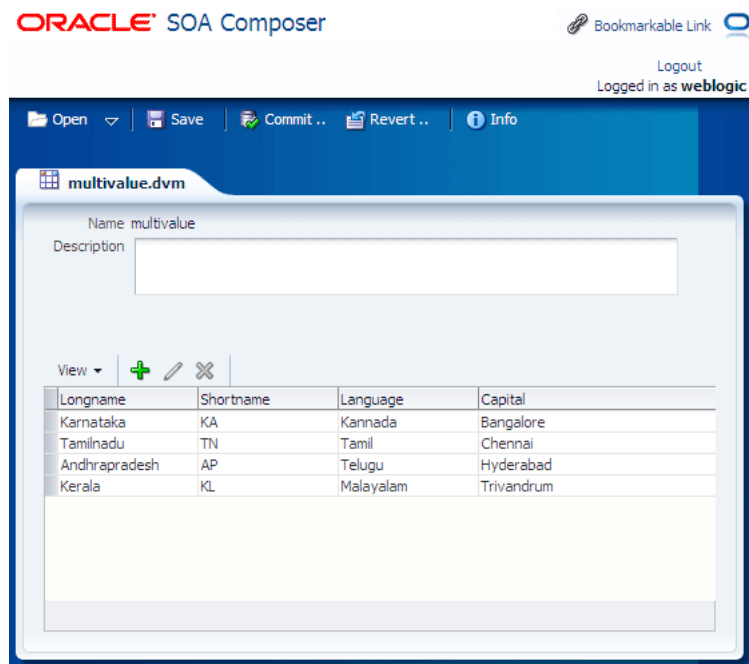 ORACLE SOA Composer
Bookmarkable Link
Logout
Logged in as weblogic
Open Save Commit .. Revert .. Info
multivalue.dvm
Name multivalue
Description
View
Longname Shortname Language Capital
Karnataka KA Kannada Bangalore
Tamilnadu TN Tamil Chennai
Andhrapradesh AP Telugu Hyderabad
Kerala KL Malayalam Trivandrum